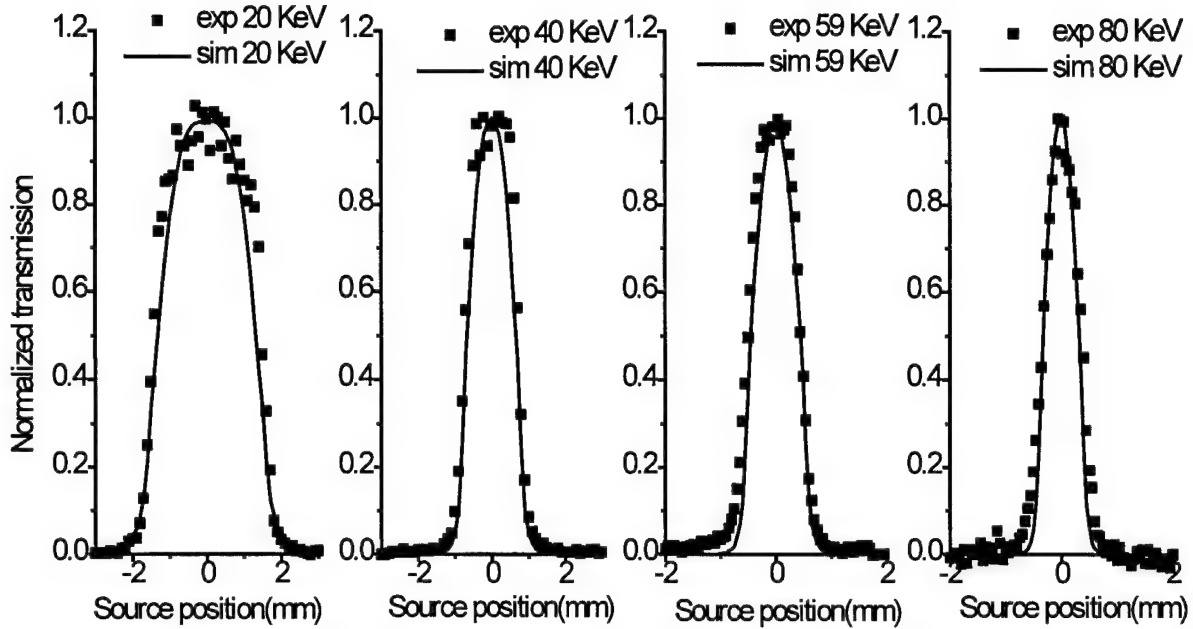 exp 20 KeV
sim 20 KeV
exp 40 KeV
sim 40 KeV
exp 59 KeV
sim 59 KeV
exp 80 KeV
sim 80 KeV
Normalized transmission
1.2
1.0
0.8
0.6
0.4
0.2
0.0
-2 0 2
Source position(mm)
1.2
1.0
0.8
0.6
0.4
0.2
0.0
-2 0 2
Source position(mm)
1.2
1.0
0.8
0.6
0.4
0.2
0.0
-2 0 2
Source position(mm)
1.2
1.0
0.8
0.6
0.4
0.2
0.0
-2 0 2
Source position(mm)